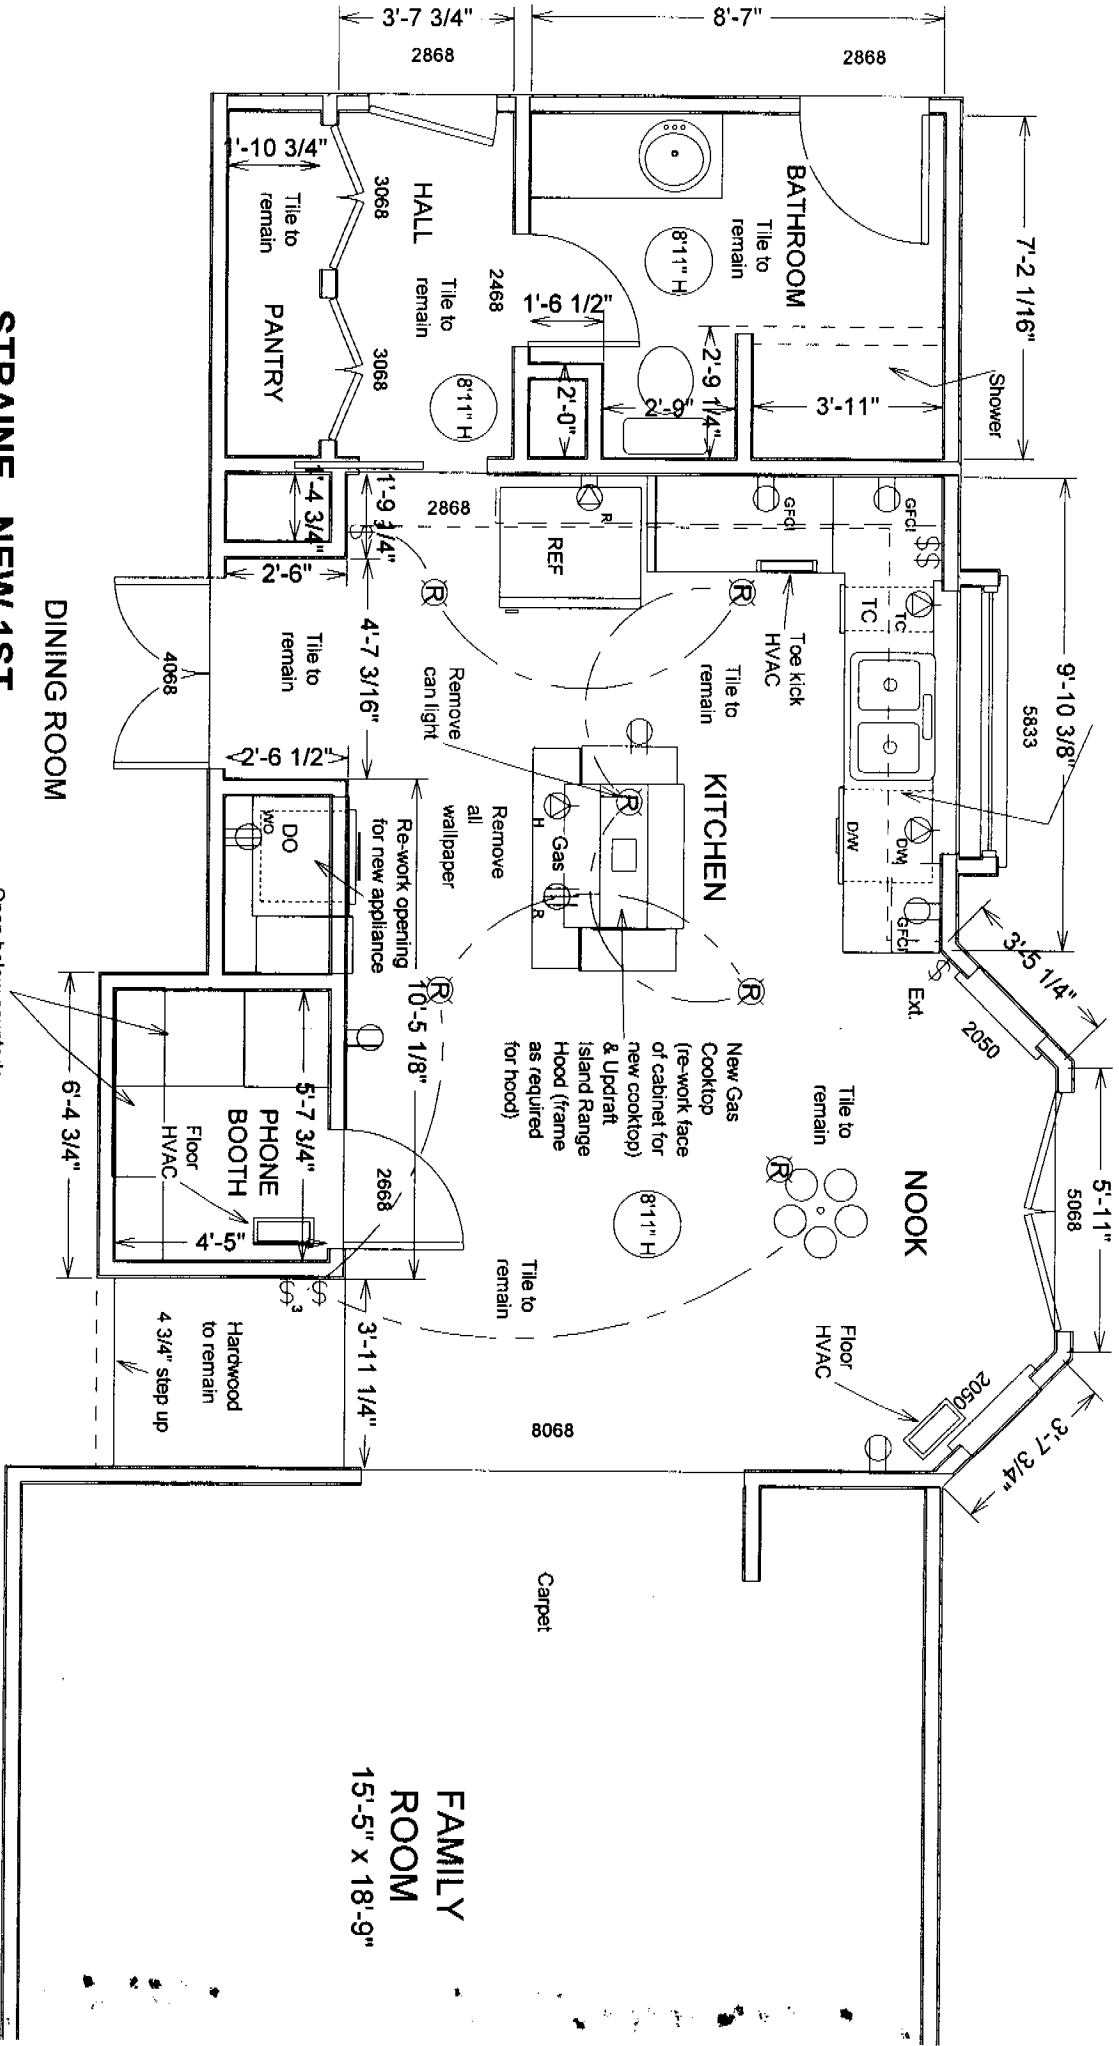 3'-7 3/4"
8'-7"
2868
2868
7'-2 1/16"
1'-10 3/4"
Tile to
remain
3068
HALL
Tile to
remain
2468
BATHROOM
Tile to
remain
8'11" H
1'-6 1/2"
PANTRY
3068
8'11" H
2'-0"
2'-9"
2'-9 1/4"
3'-11"
Shower
1'-4 3/4"
1'-9 1/4"
2868
R
GFCI
GFCI
$$
9'-10 3/8"
5833
2'-6"
REF
R
R
TC
TC
Toe kick
HVAC
DINING ROOM
4068
Tile to
remain
4'-7 3/16"
Remove
can light
Tile to
remain
2'-6 1/2"
KITCHEN
R
H
Gas
R
DW
D/W
GFCI
WO
DO
Re-work opening
for new appliance
Remove
all
wallpaper
3'-5 1/4"
2050
$
Ext.
R
R
10'-5 1/8"
6'-4 3/4"
5'-7 3/4"
PHONE
BOOTH
Floor
HVAC
4'-5"
2668
New Gas
Cooktop
(re-work face
of cabinet for
new cooktop)
& Updraft
Island Range
Hood (frame
as required
for hood)
8'11" H
Tile to
remain
R
NOOK
5'-11"
5068
Tile to
remain
$
$3
Hardwood
to remain
4 3/4" step up
3'-11 1/4"
Floor
HVAC
2050
3'-7 3/4"
8068
Carpet
FAMILY
ROOM
15'-5" x 18'-9"
STRAINE NEW 1ST